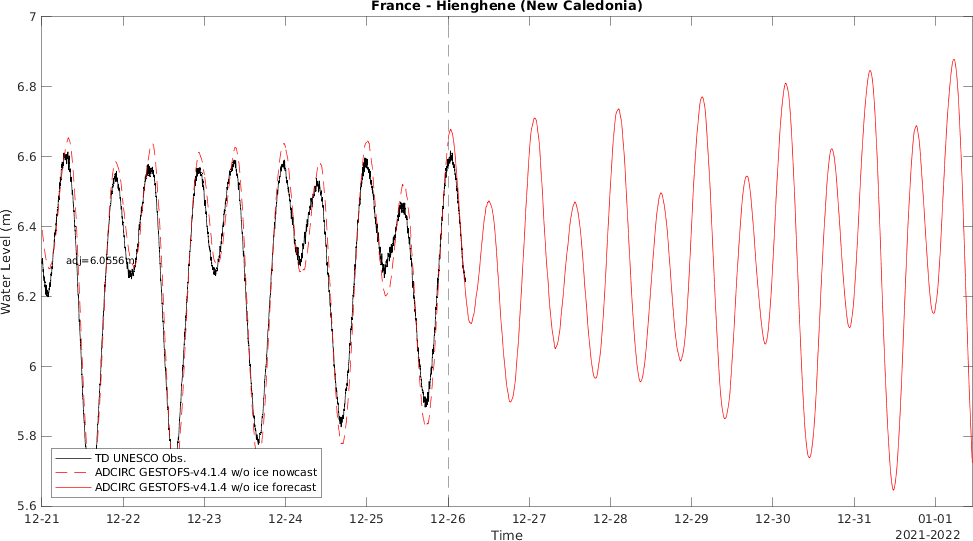 France - Hienghene (New Caledonia)
7
6.8
6.6
6.4
6.2
6
5.8
5.6
Water Level (m)
adj=6.0556 m
TD UNESCO Obs.
ADCIRC GESTOFS-v4.1.4 w/o ice nowcast
ADCIRC GESTOFS-v4.1.4 w/o ice forecast
12-21 12-22 12-23 12-24 12-25 12-26 12-27 12-28 12-29 12-30 12-31 01-01
Time
2021-2022